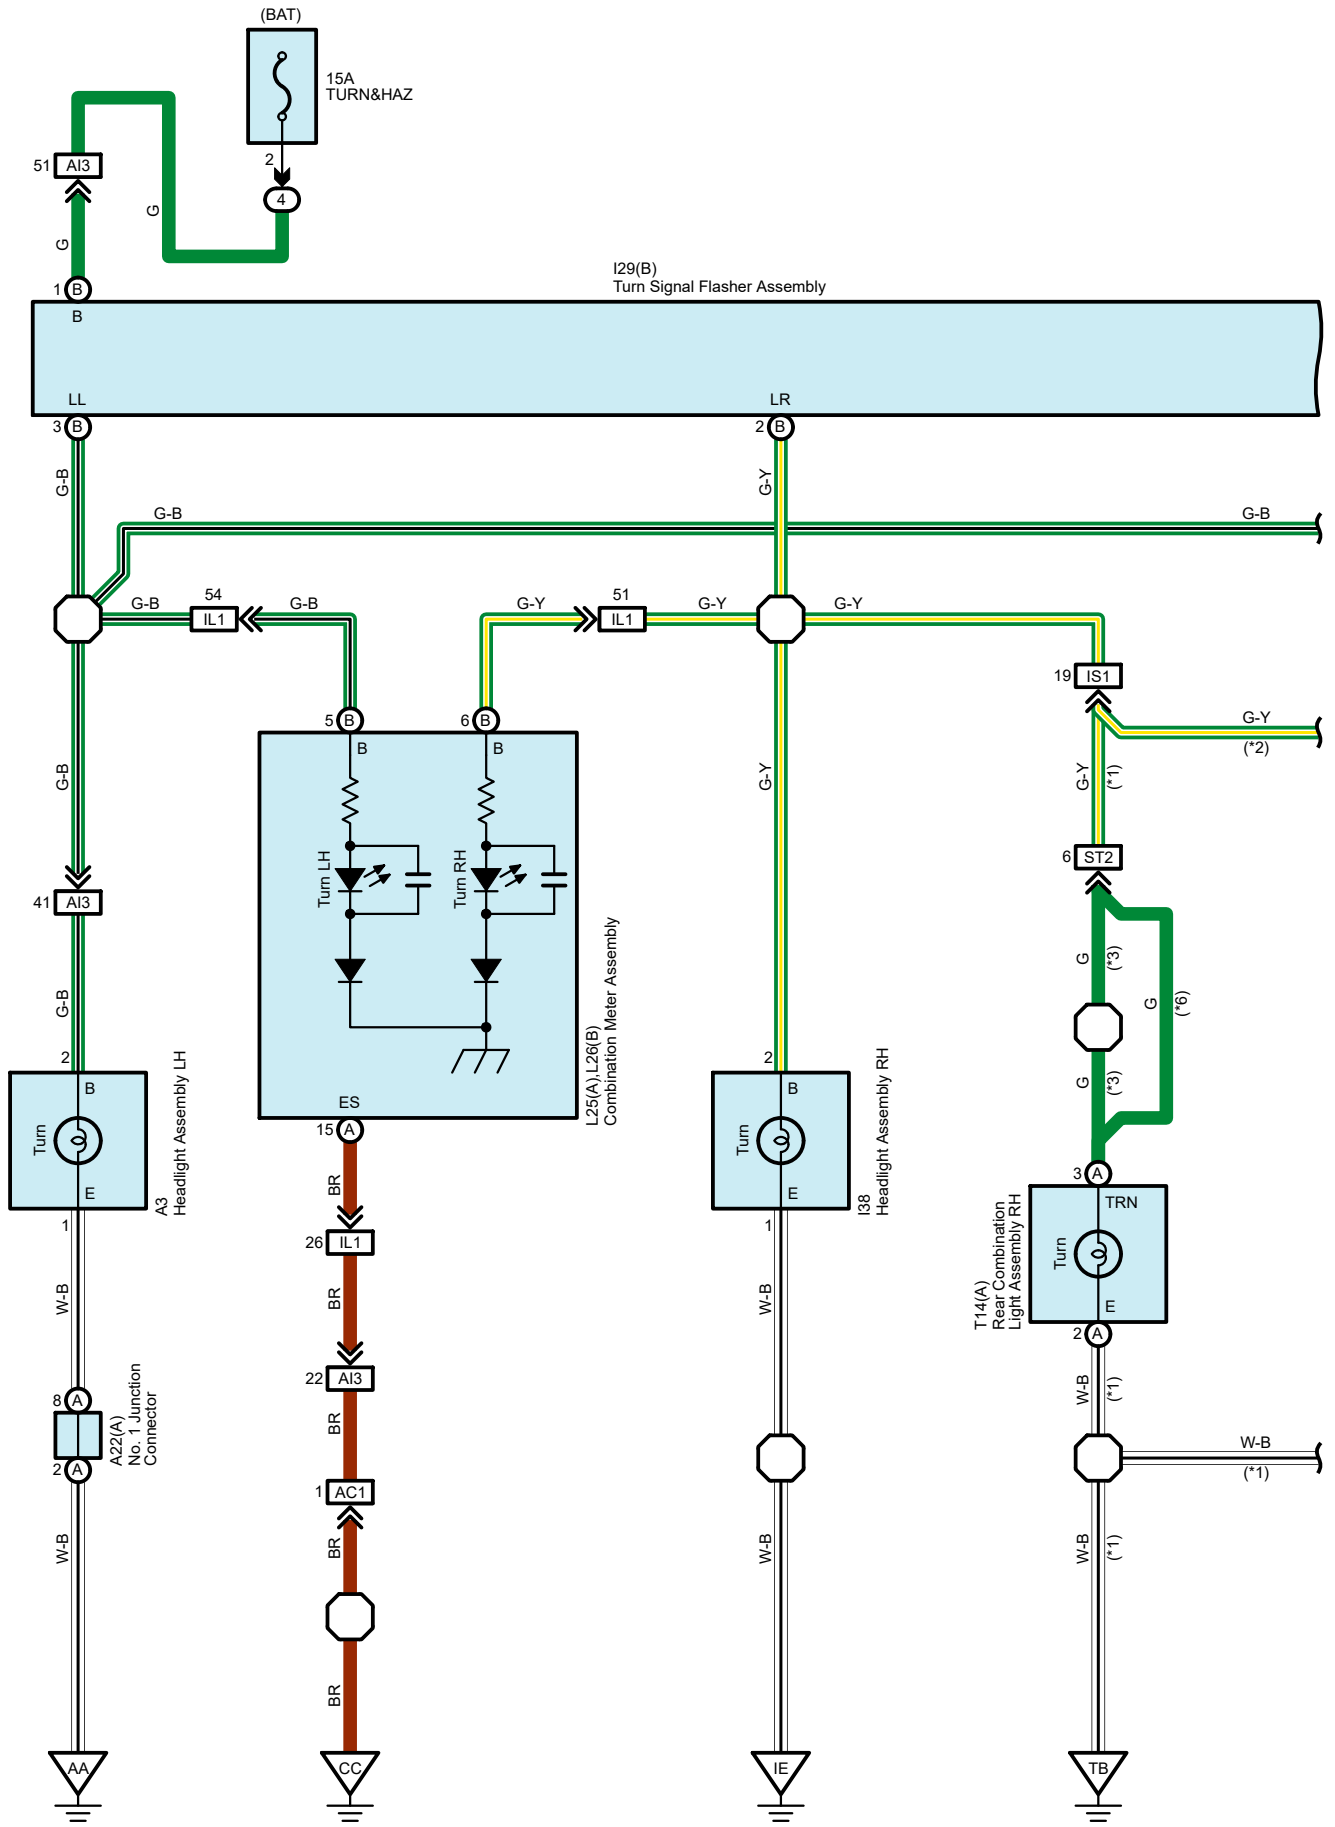 (BAT)
15A
TURN&HAZ
2
4
51 AI3
G
G
1 B
I29(B)
Turn Signal Flasher Assembly
B
LL
LR
3 B
2 B
G-B
G-Y
G-B
G-B
G-B
54
IL1
G-B
G-Y
51
IL1
G-Y
G-Y
19 IS1
G-Y
(*2)
G-B
5 B
6 B
B
B
G-Y
G-Y
(*1)
Turn LH
Turn RH
6 ST2
41 AI3
G-B
G
(*3)
G
(*6)
G
(*3)
L25(A),L26(B)
Combination Meter Assembly
2
B
Turn
E
1
A3
Headlight Assembly LH
ES
15 A
BR
26 IL1
BR
22 AI3
BR
1 AC1
BR
BR
2
B
Turn
E
1
I38
Headlight Assembly RH
3 A
TRN
Turn
E
2 A
T14(A)
Rear Combination
Light Assembly RH
W-B
W-B
W-B
(*1)
8 A
A22(A)
No. 1 Junction
Connector
2 A
W-B
(*1)
W-B
W-B
W-B
(*1)
AA
CC
IE
TB